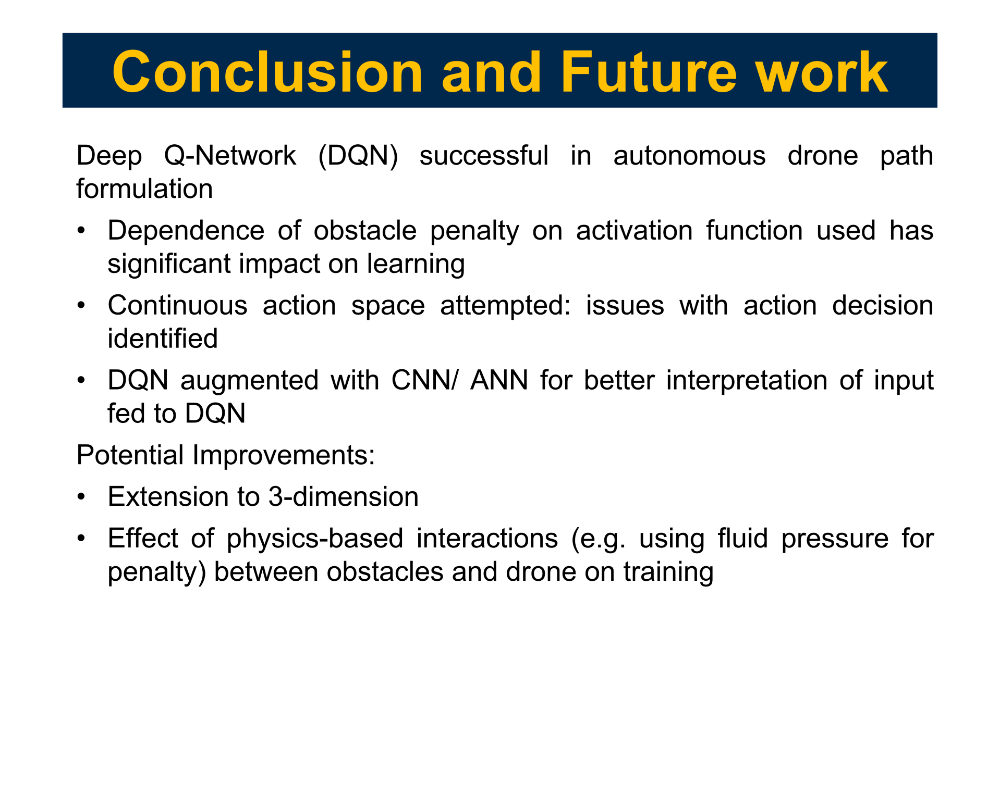 Conclusion and Future work
Deep Q-Network (DQN) successful in autonomous drone path
formulation
• Dependence of obstacle penalty on activation function used has
significant impact on learning
• Continuous action space attempted: issues with action decision
identified
• DQN augmented with CNN/ ANN for better interpretation of input
fed to DQN
Potential Improvements:
• Extension to 3-dimension
• Effect of physics-based interactions (e.g. using fluid pressure for
penalty) between obstacles and drone on training